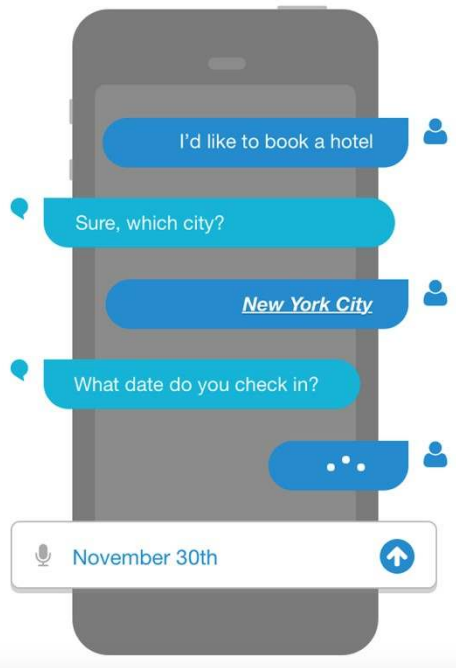 I'd like to book a hotel
Sure, which city?
New York City
What date do you check in?
November 30th